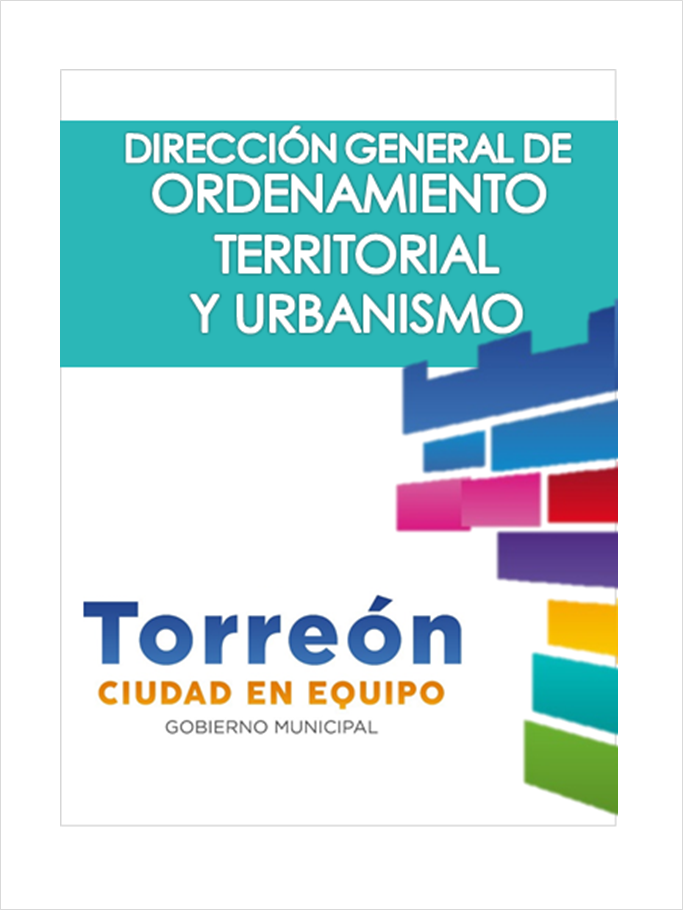 DIRECCIÓN GENERAL DE
ORDENAMIENTO
TERRITORIAL
Y URBANISMO
Torreón
CIUDAD EN EQUIPO
GOBIERNO MUNICIPAL